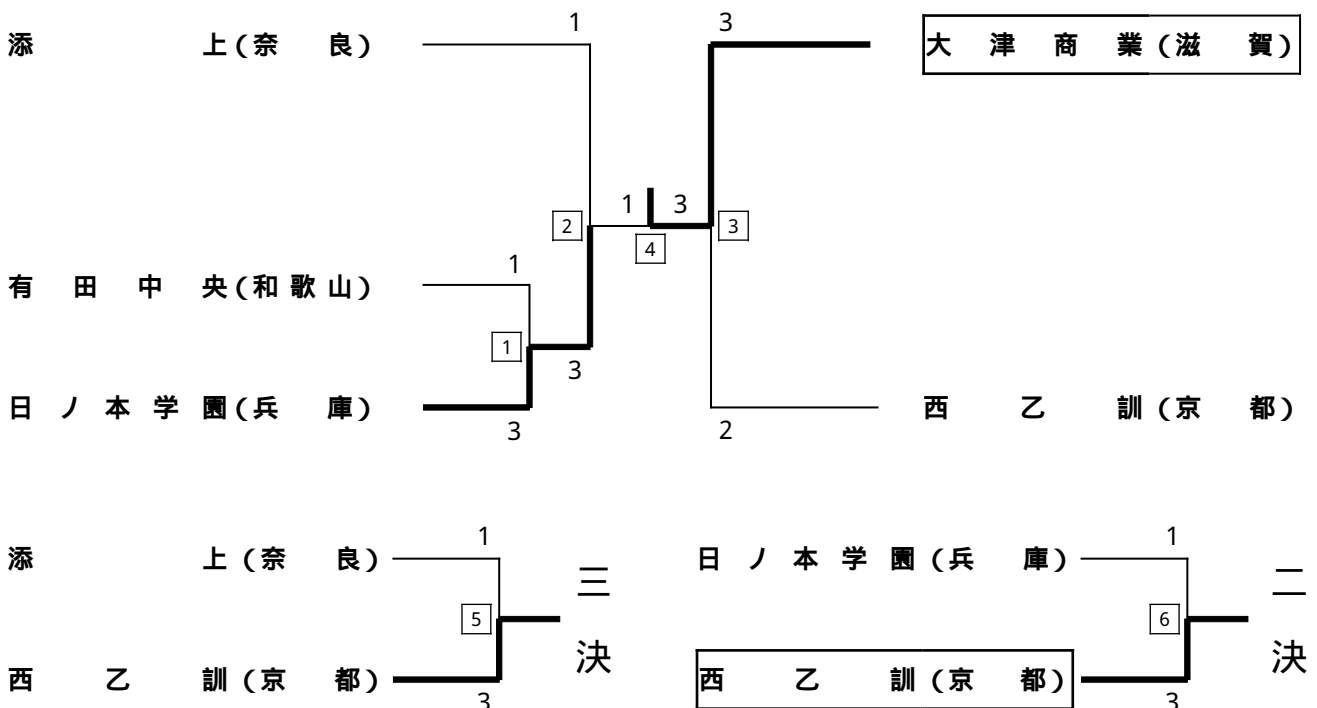 1 3
添上(奈良) 大津商業(滋賀)
1 3
2 3
4
1
有田中央(和歌山)
1
3
日ノ本学園(兵庫) 西乙訓(京都)
3 2
1 1
添上(奈良) 日ノ本学園(兵庫)
三 二
5 6
決 決
西乙訓(京都) 西乙訓(京都)
3 3